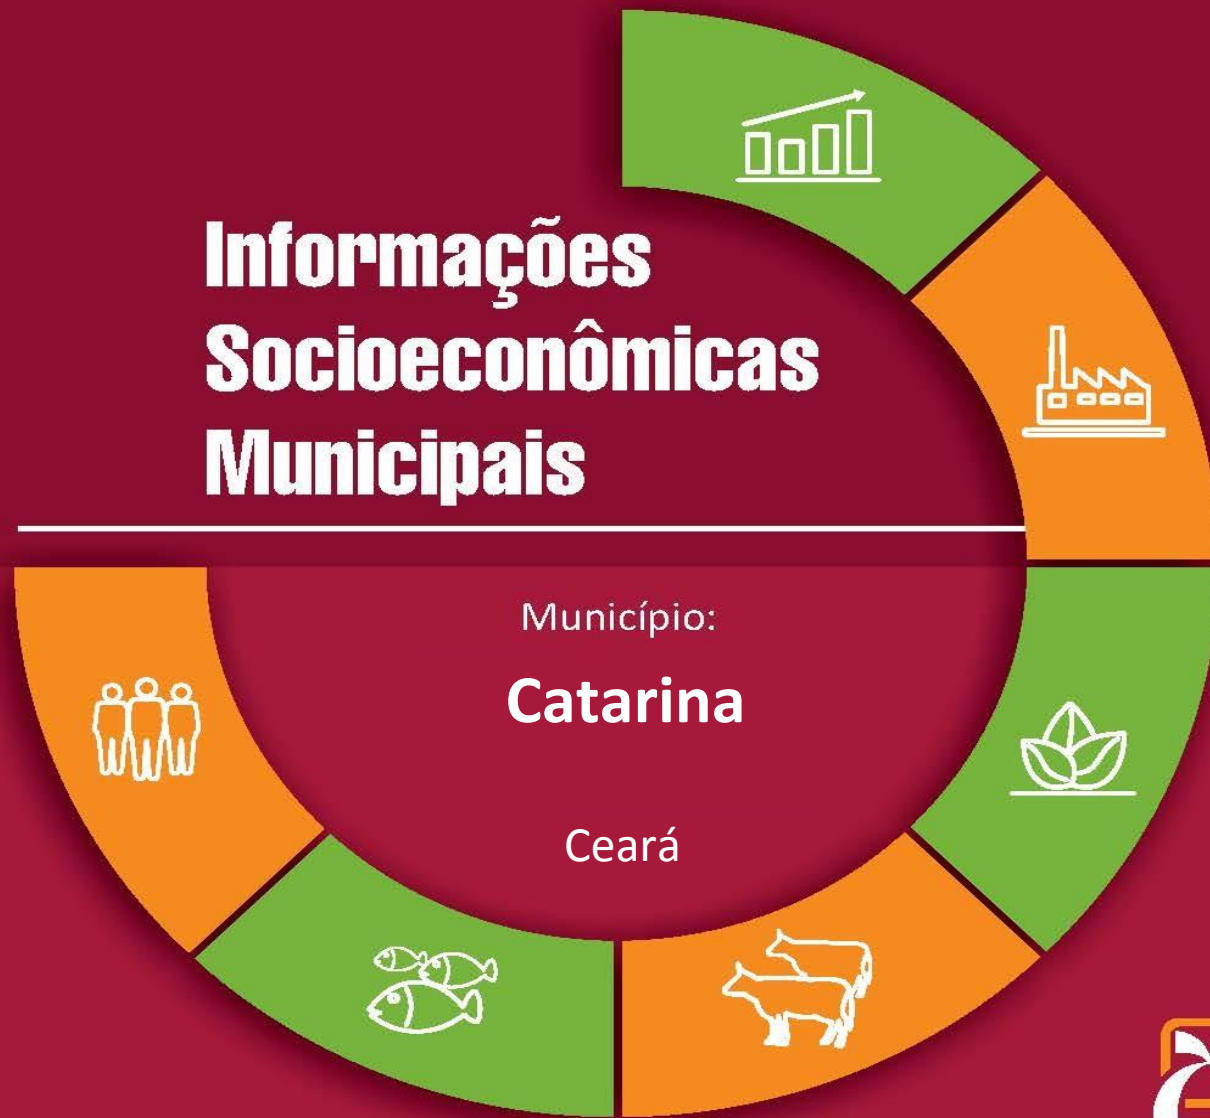 Informações
Socioeconômicas
Municipais
Município:
Catarina
Ceará